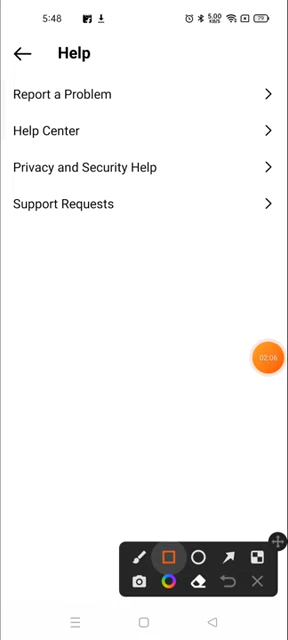 5:48
5.00
KB/S
79
Help
Report a Problem
Help Center
Privacy and Security Help
Support Requests
02:06